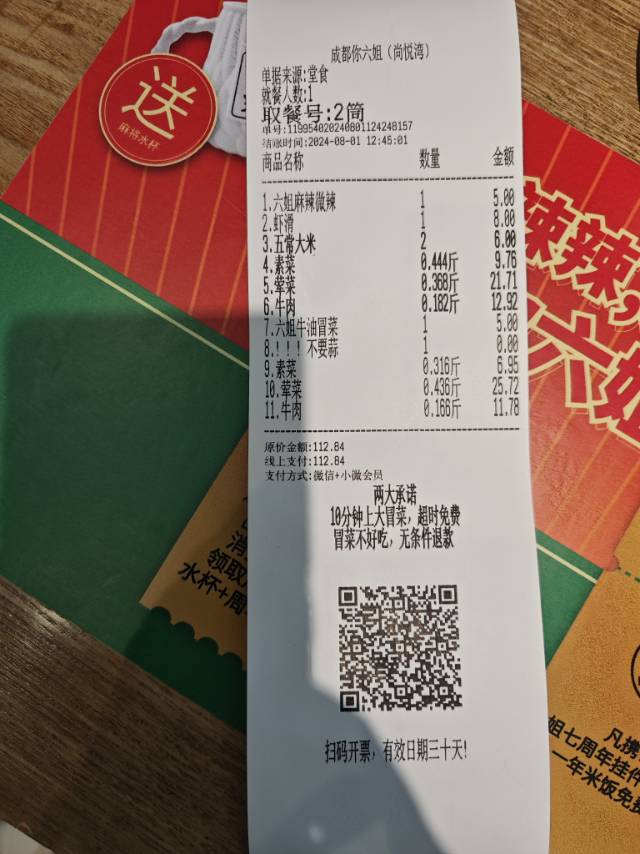 送
麻将水杯
成都你六姐（尚悦湾）
单据来源:堂食
就餐人数:1
取餐号:2筒
单号:11995402024080112424​8157
结账时间:2024-08-01 12:45:01
商品名称 数量 金额
1.六姐麻辣微辣 1 5.00
2.虾滑 1 8.00
3.五常大米 2 6.00
4.素菜 0.444斤 9.76
5.荤菜 0.368斤 21.71
6.牛肉 0.182斤 12.92
7.六姐牛油冒菜 1 5.00
8.!!!不要蒜 1 0.00
9.素菜 0.316斤 6.95
10.荤菜 0.436斤 25.72
11.牛肉 0.166斤 11.78
原价金额:112.84
线上支付:112.84
支付方式:微信+小微会员
两大承诺
10分钟上大冒菜，超时免费
冒菜不好吃，无条件退款
扫码开票，有效日期三十天!
辣辣,
六姐
消
领取
水杯+周
凡携
姐七周年挂件
一年米饭免费